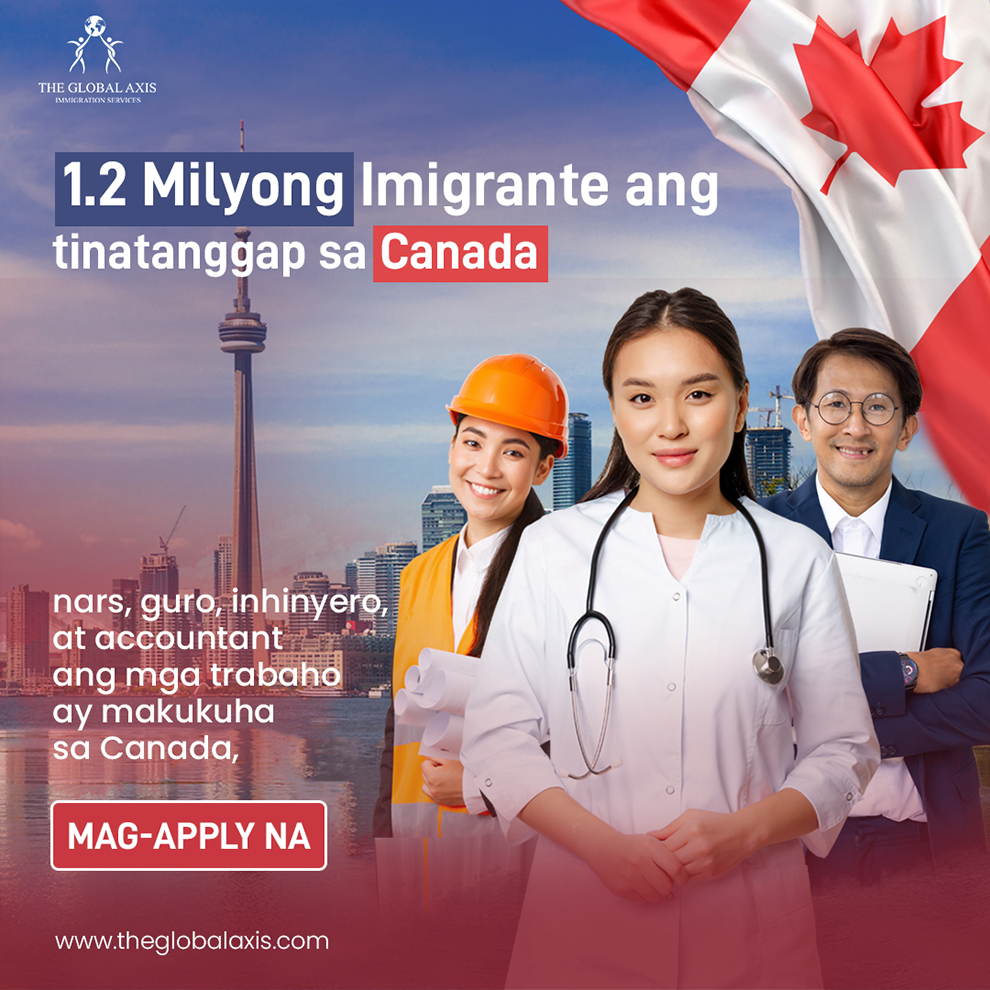 THE GLOBAL AXIS
IMMIGRATION SERVICES
1.2 Milyong Imigrante ang
tinatanggap sa Canada
nars, guro, inhinyero,
at accountant
ang mga trabaho
ay makukuha
sa Canada,
MAG-APPLY NA
www.theglobalaxis.com